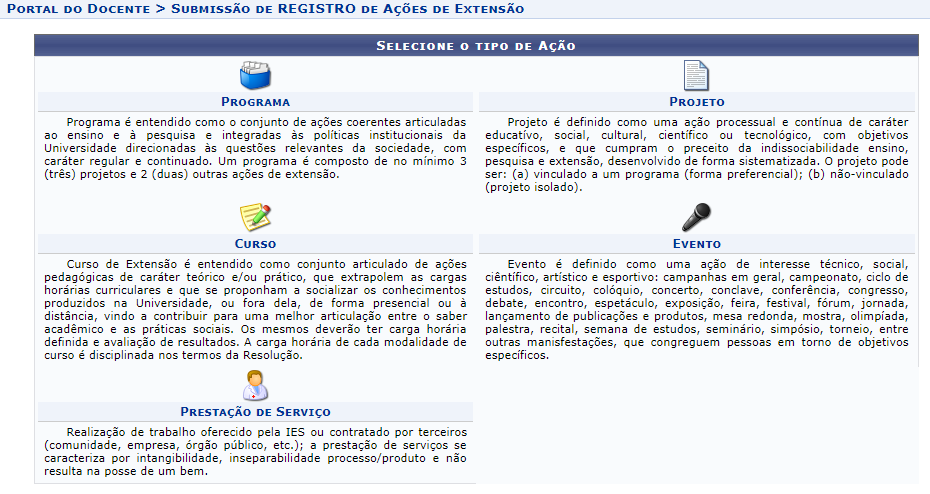 PORTAL DO DOCENTE > SUBMISSÃO DE REGISTRO DE AÇÕES DE EXTENSÃO
SELECIONE O TIPO DE AÇÃO
PROGRAMA
Programa é entendido como o conjunto de ações coerentes articuladas
ao ensino e à pesquisa e integradas às políticas institucionais da
Universidade direcionadas às questões relevantes da sociedade, com
caráter regular e continuado. Um programa é composto de no mínimo 3
(três) projetos e 2 (duas) outras ações de extensão.
PROJETO
Projeto é definido como uma ação processual e contínua de caráter
educativo, social, cultural, científico ou tecnológico, com objetivos
específicos, e que cumpram o preceito da indissociabilidade ensino,
pesquisa e extensão, desenvolvido de forma sistematizada. O projeto pode
ser: (a) vinculado a um programa (forma preferencial); (b) não-vinculado
(projeto isolado).
CURSO
Curso de Extensão é entendido como conjunto articulado de ações
pedagógicas de caráter teórico e/ou prático, que extrapolem as cargas
horárias curriculares e que se proponham a socializar os conhecimentos
produzidos na Universidade, ou fora dela, de forma presencial ou à
distância, vindo a contribuir para uma melhor articulação entre o saber
acadêmico e as práticas sociais. Os mesmos deverão ter carga horária
definida e avaliação de resultados. A carga horária de cada modalidade de
curso é disciplinada nos termos da Resolução.
EVENTO
Evento é definido como uma ação de interesse técnico, social,
ciêntífico, artístico e esportivo: campanhas em geral, campeonato, ciclo de
estudos, circuito, colóquio, concerto, conclave, conferência, congresso,
debate, encontro, espetáculo, exposição, feira, festival, fórum, jornada,
lançamento de publicações e produtos, mesa redonda, mostra, olimpíada,
palestra, recital, semana de estudos, seminário, simpósio, torneio, entre
outras manisfestações, que congreguem pessoas em torno de objetivos
específicos.
PRESTAÇÃO DE SERVIÇO
Realização de trabalho oferecido pela IES ou contratado por terceiros
(comunidade, empresa, órgão público, etc.); a prestação de serviços se
caracteriza por intangibilidade, inseparabilidade processo/produto e não
resulta na posse de um bem.